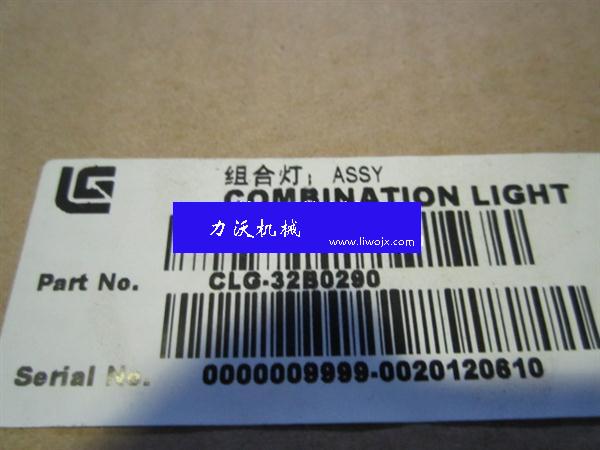 组合灯; ASSY
COMBINATION LIGHT
力沃机械
www.liwojx.com
Part No. CLG-32B0290
Serial No. 0000009999-0020120610